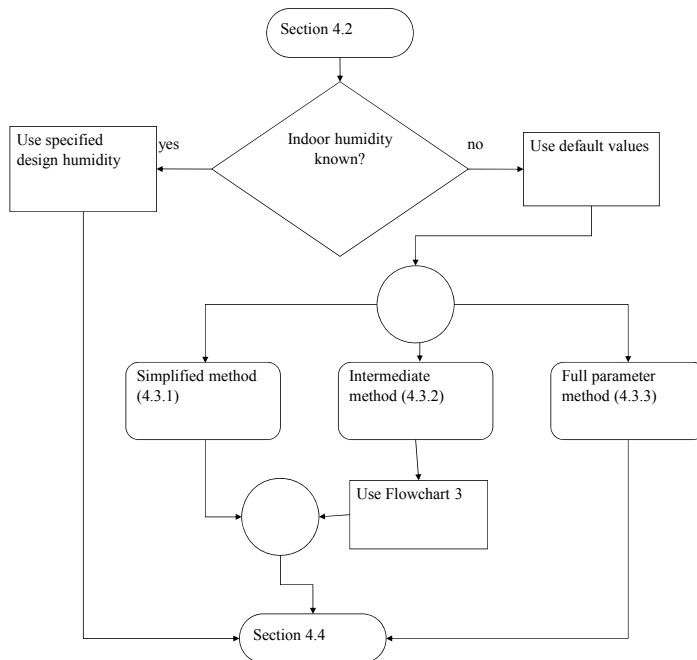 Section 4.2
Indoor humidity
known?
Use specified
design humidity
yes
no
Use default values
Simplified method
(4.3.1)
Intermediate
method (4.3.2)
Full parameter
method (4.3.3)
Use Flowchart 3
Section 4.4